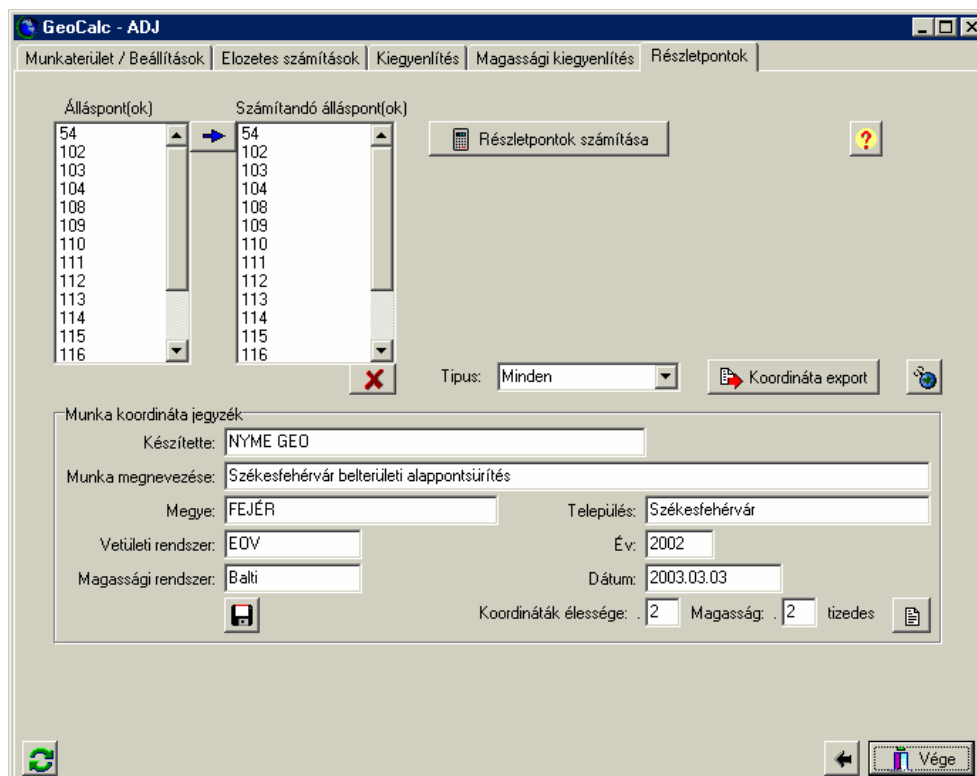 GeoCalc - ADJ
Munkaterület / Beállítások Elozetes számítások Kiegyenlítés Magassági kiegyenlítés Részletpontok
Álláspont(ok) Számítandó álláspont(ok)
54 54
102 102
103 103
104 104
108 108
109 109
110 110
111 111
112 112
113 113
114 114
115 115
116 116
Részletpontok számítása
?
Tipus: Minden Koordináta export
Munka koordináta jegyzék
Készítette: NYME GEO
Munka megnevezése: Székesfehérvár belterületi alappontsürítés
Megye: FEJÉR Település: Székesfehérvár
Vetületi rendszer: EOV Év: 2002
Magassági rendszer: Balti Dátum: 2003.03.03
Koordináták élessége: . 2 Magasság: . 2 tizedes
Vége